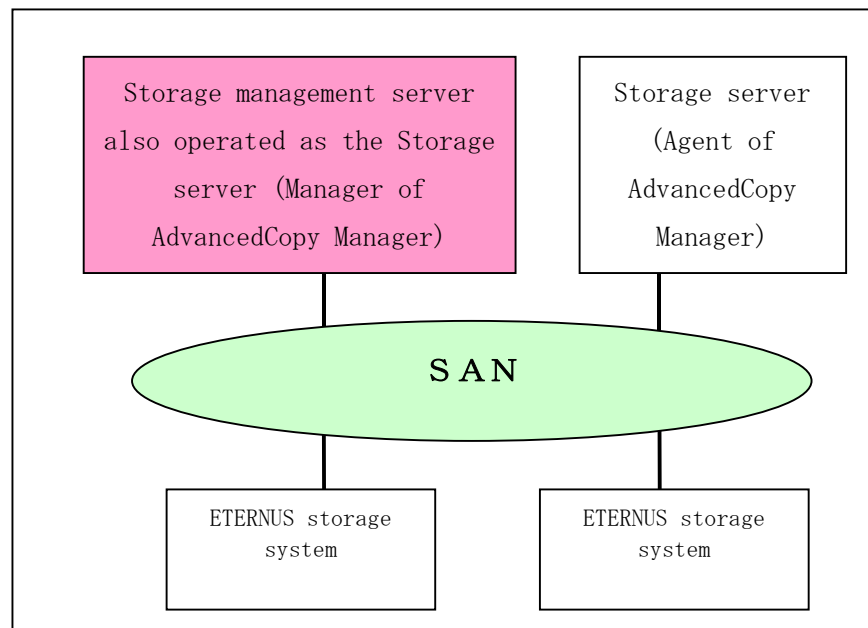 Storage management server
also operated as the Storage
server (Manager of
AdvancedCopy Manager)
Storage server
(Agent of
AdvancedCopy
Manager)
SAN
ETERNUS storage
system
ETERNUS storage
system